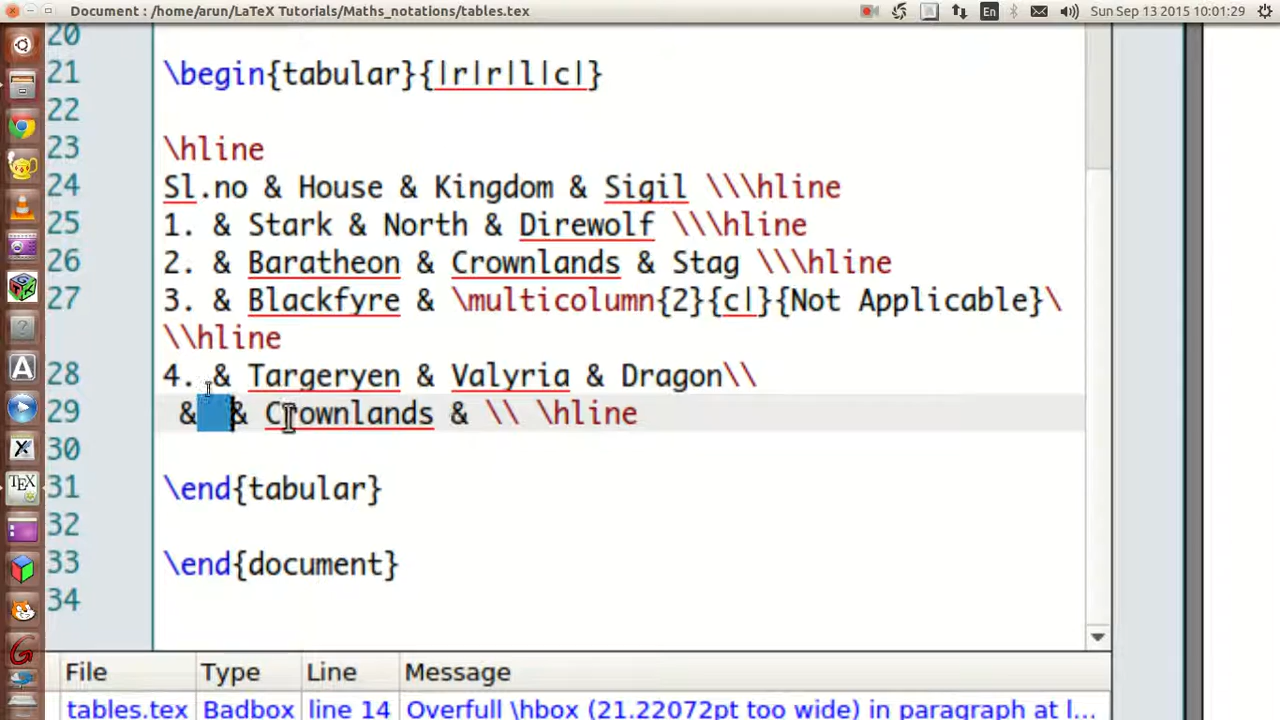 Document : /home/arun/LaTeX Tutorials/Maths_notations/tables.tex
En
Sun Sep 13 2015 10:01:29
20
21 \begin{tabular}{|r|r|l|c|}
22
23 \hline
24 Sl.no & House & Kingdom & Sigil \\\hline
25 1. & Stark & North & Direwolf \\\hline
26 2. & Baratheon & Crownlands & Stag \\\hline
27 3. & Blackfyre & \multicolumn{2}{c|}{Not Applicable}\
\\hline
28 4. & Targeryen & Valyria & Dragon\\
29 & & Crownlands & \\ \hline
30
31 \end{tabular}
32
33 \end{document}
34
File Type Line Message
tables.tex Badbox line 14 Overfull \hbox (21.22072pt too wide) in paragraph at l...